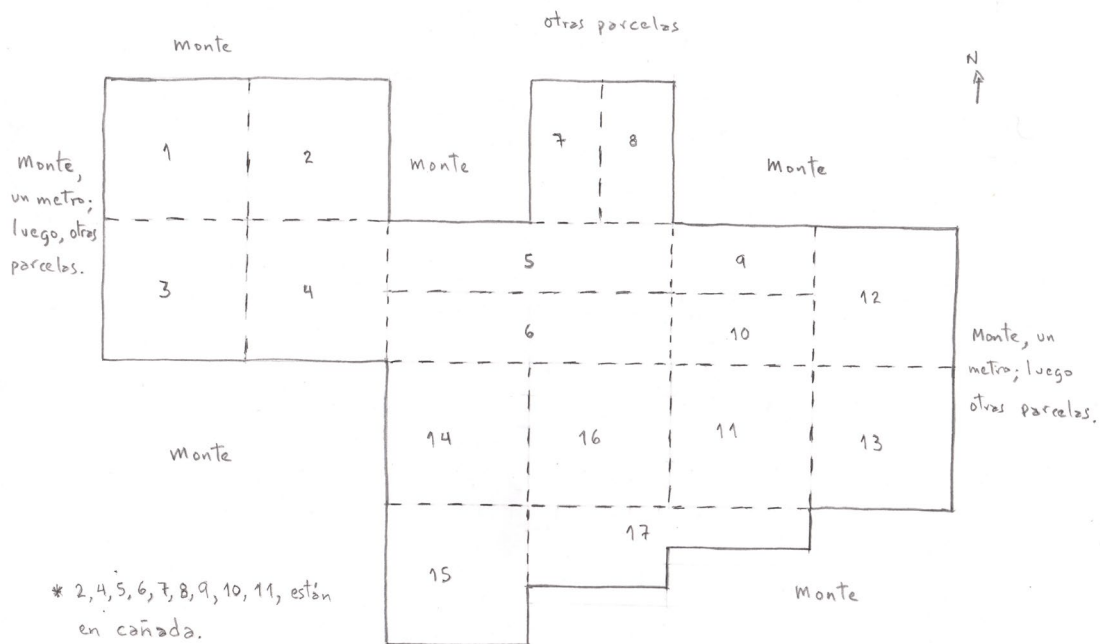 otras parcelas
monte
N
Monte,
un metro;
luego, otras
parcelas.
1
2
monte
7
8
monte
3
4
5
6
9
10
12
Monte, un
metro; luego
otras parcelas.
monte
14
16
11
13
15
17
monte
* 2, 4, 5, 6, 7, 8, 9, 10, 11, están
en cañada.